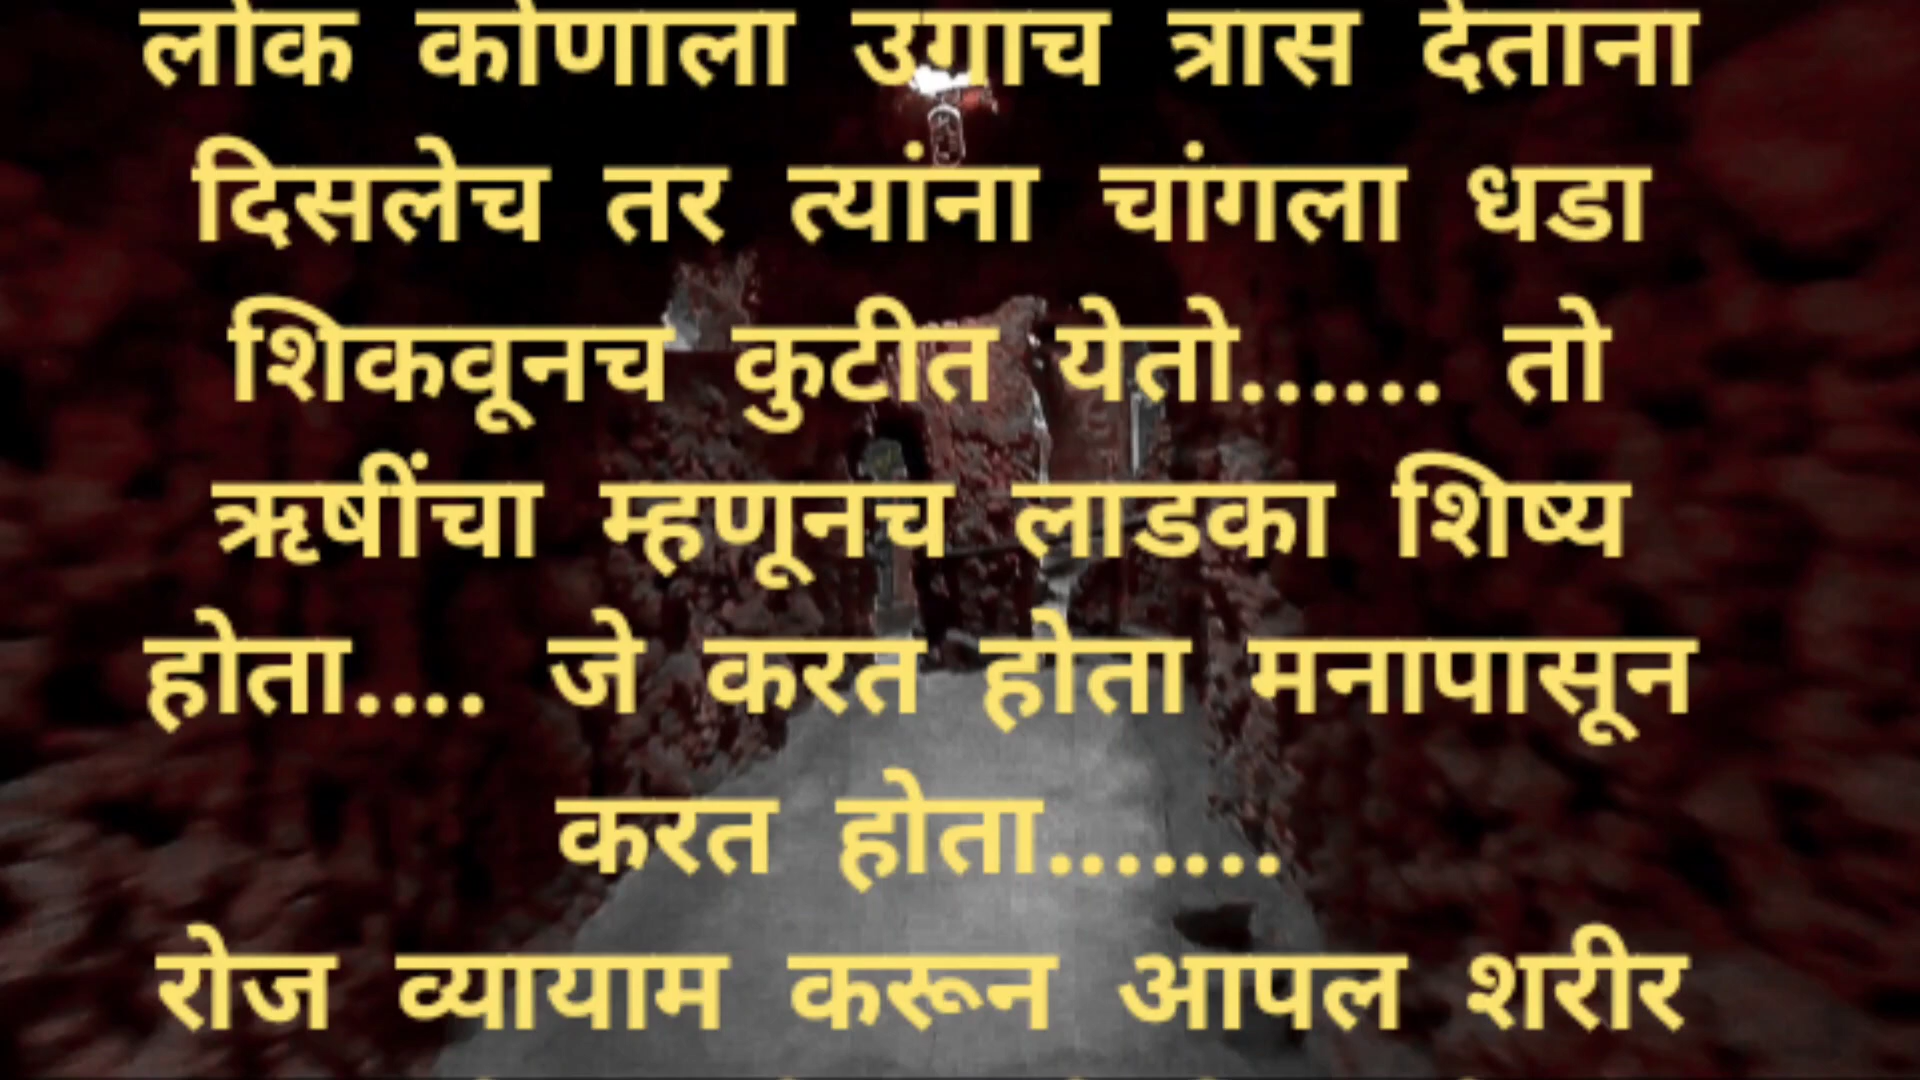 लोक कोणाला उगाच त्रास देताना
दिसलेच तर त्यांना चांगला धडा
शिकवूनच कुटीत येतो...... तो
ऋषींचा म्हणूनच लाडका शिष्य
होता.... जे करत होता मनापासून
करत होता.......
रोज व्यायाम करून आपल शरीर